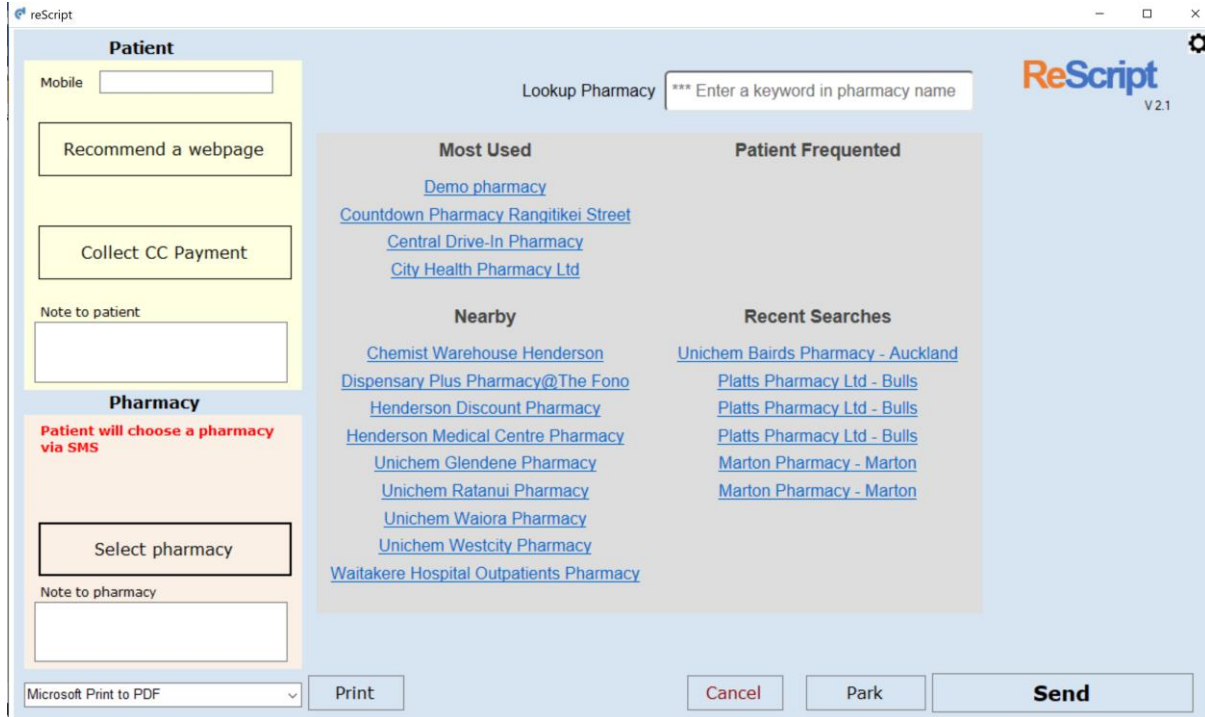 reScript
Patient
Mobile
Recommend a webpage
Collect CC Payment
Note to patient
Pharmacy
Patient will choose a pharmacy
via SMS
Select pharmacy
Note to pharmacy
Microsoft Print to PDF
Print
Lookup Pharmacy
*** Enter a keyword in pharmacy name
ReScript
V 2.1
Most Used
Demo pharmacy
Countdown Pharmacy Rangitikei Street
Central Drive-In Pharmacy
City Health Pharmacy Ltd
Patient Frequented
Nearby
Chemist Warehouse Henderson
Dispensary Plus Pharmacy@The Fono
Henderson Discount Pharmacy
Henderson Medical Centre Pharmacy
Unichem Glendene Pharmacy
Unichem Ratanui Pharmacy
Unichem Waiora Pharmacy
Unichem Westcity Pharmacy
Waitakere Hospital Outpatients Pharmacy
Recent Searches
Unichem Bairds Pharmacy - Auckland
Platts Pharmacy Ltd - Bulls
Platts Pharmacy Ltd - Bulls
Platts Pharmacy Ltd - Bulls
Marton Pharmacy - Marton
Marton Pharmacy - Marton
Cancel
Park
Send